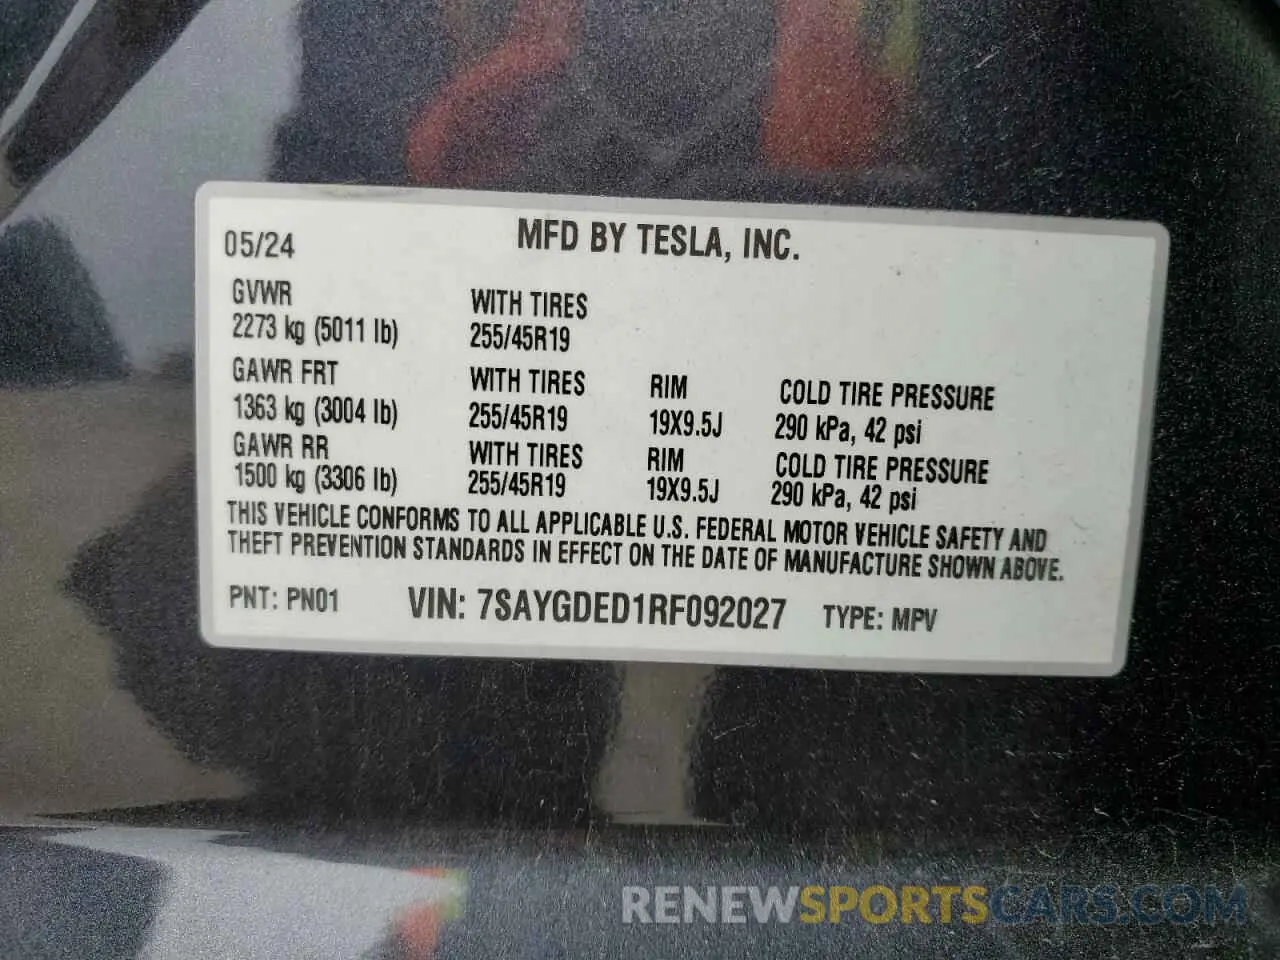 05/24 MFD BY TESLA, INC.
GVWR WITH TIRES
2273 kg (5011 lb) 255/45R19
GAWR FRT WITH TIRES RIM COLD TIRE PRESSURE
1363 kg (3004 lb) 255/45R19 19X9.5J 290 kPa, 42 psi
GAWR RR WITH TIRES RIM COLD TIRE PRESSURE
1500 kg (3306 lb) 255/45R19 19X9.5J 290 kPa, 42 psi
THIS VEHICLE CONFORMS TO ALL APPLICABLE U.S. FEDERAL MOTOR VEHICLE SAFETY AND
THEFT PREVENTION STANDARDS IN EFFECT ON THE DATE OF MANUFACTURE SHOWN ABOVE.
PNT: PN01 VIN: 7SAYGDED1RF092027 TYPE: MPV
RENEWSPORTSCARS.COM